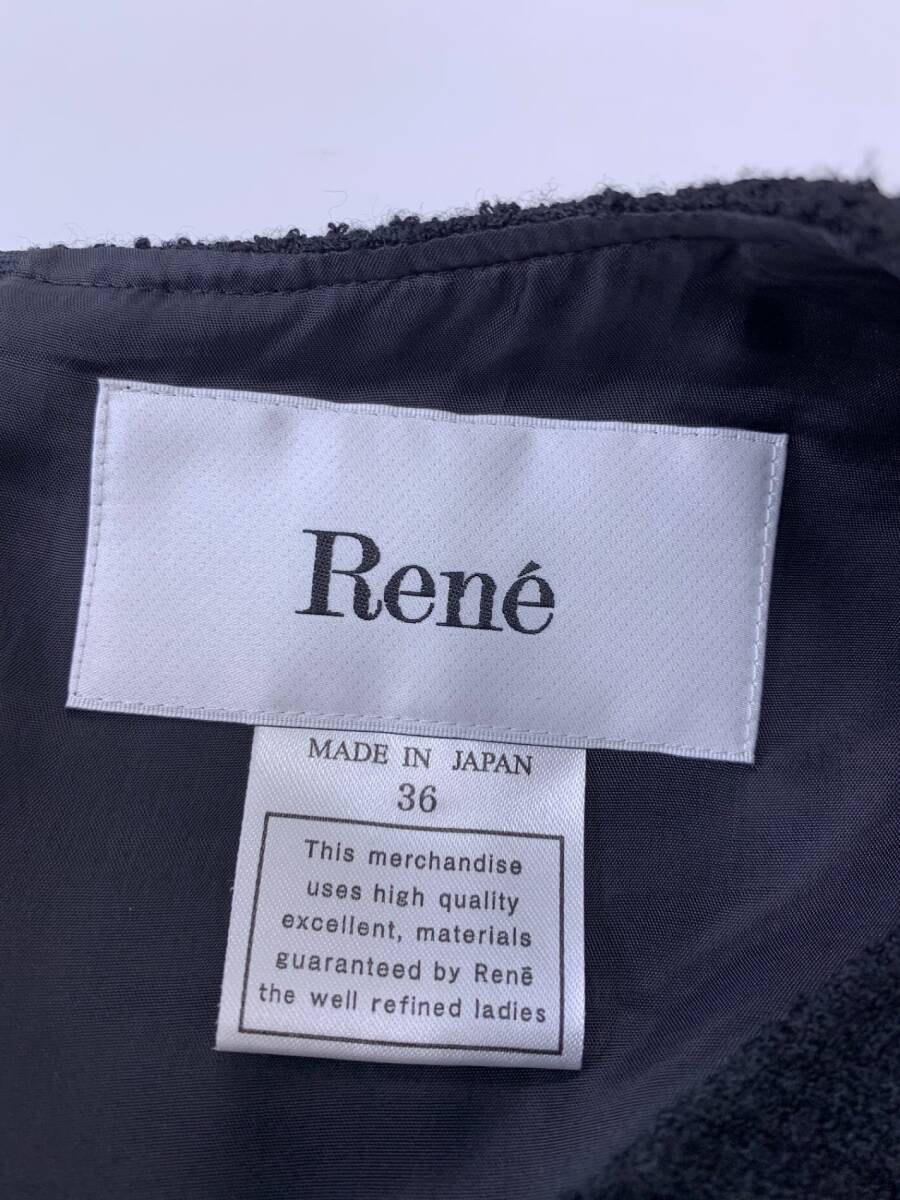 René
MADE IN JAPAN
36
This merchandise
uses high quality
excellent, materials
guaranteed by Renē
the well refined ladies